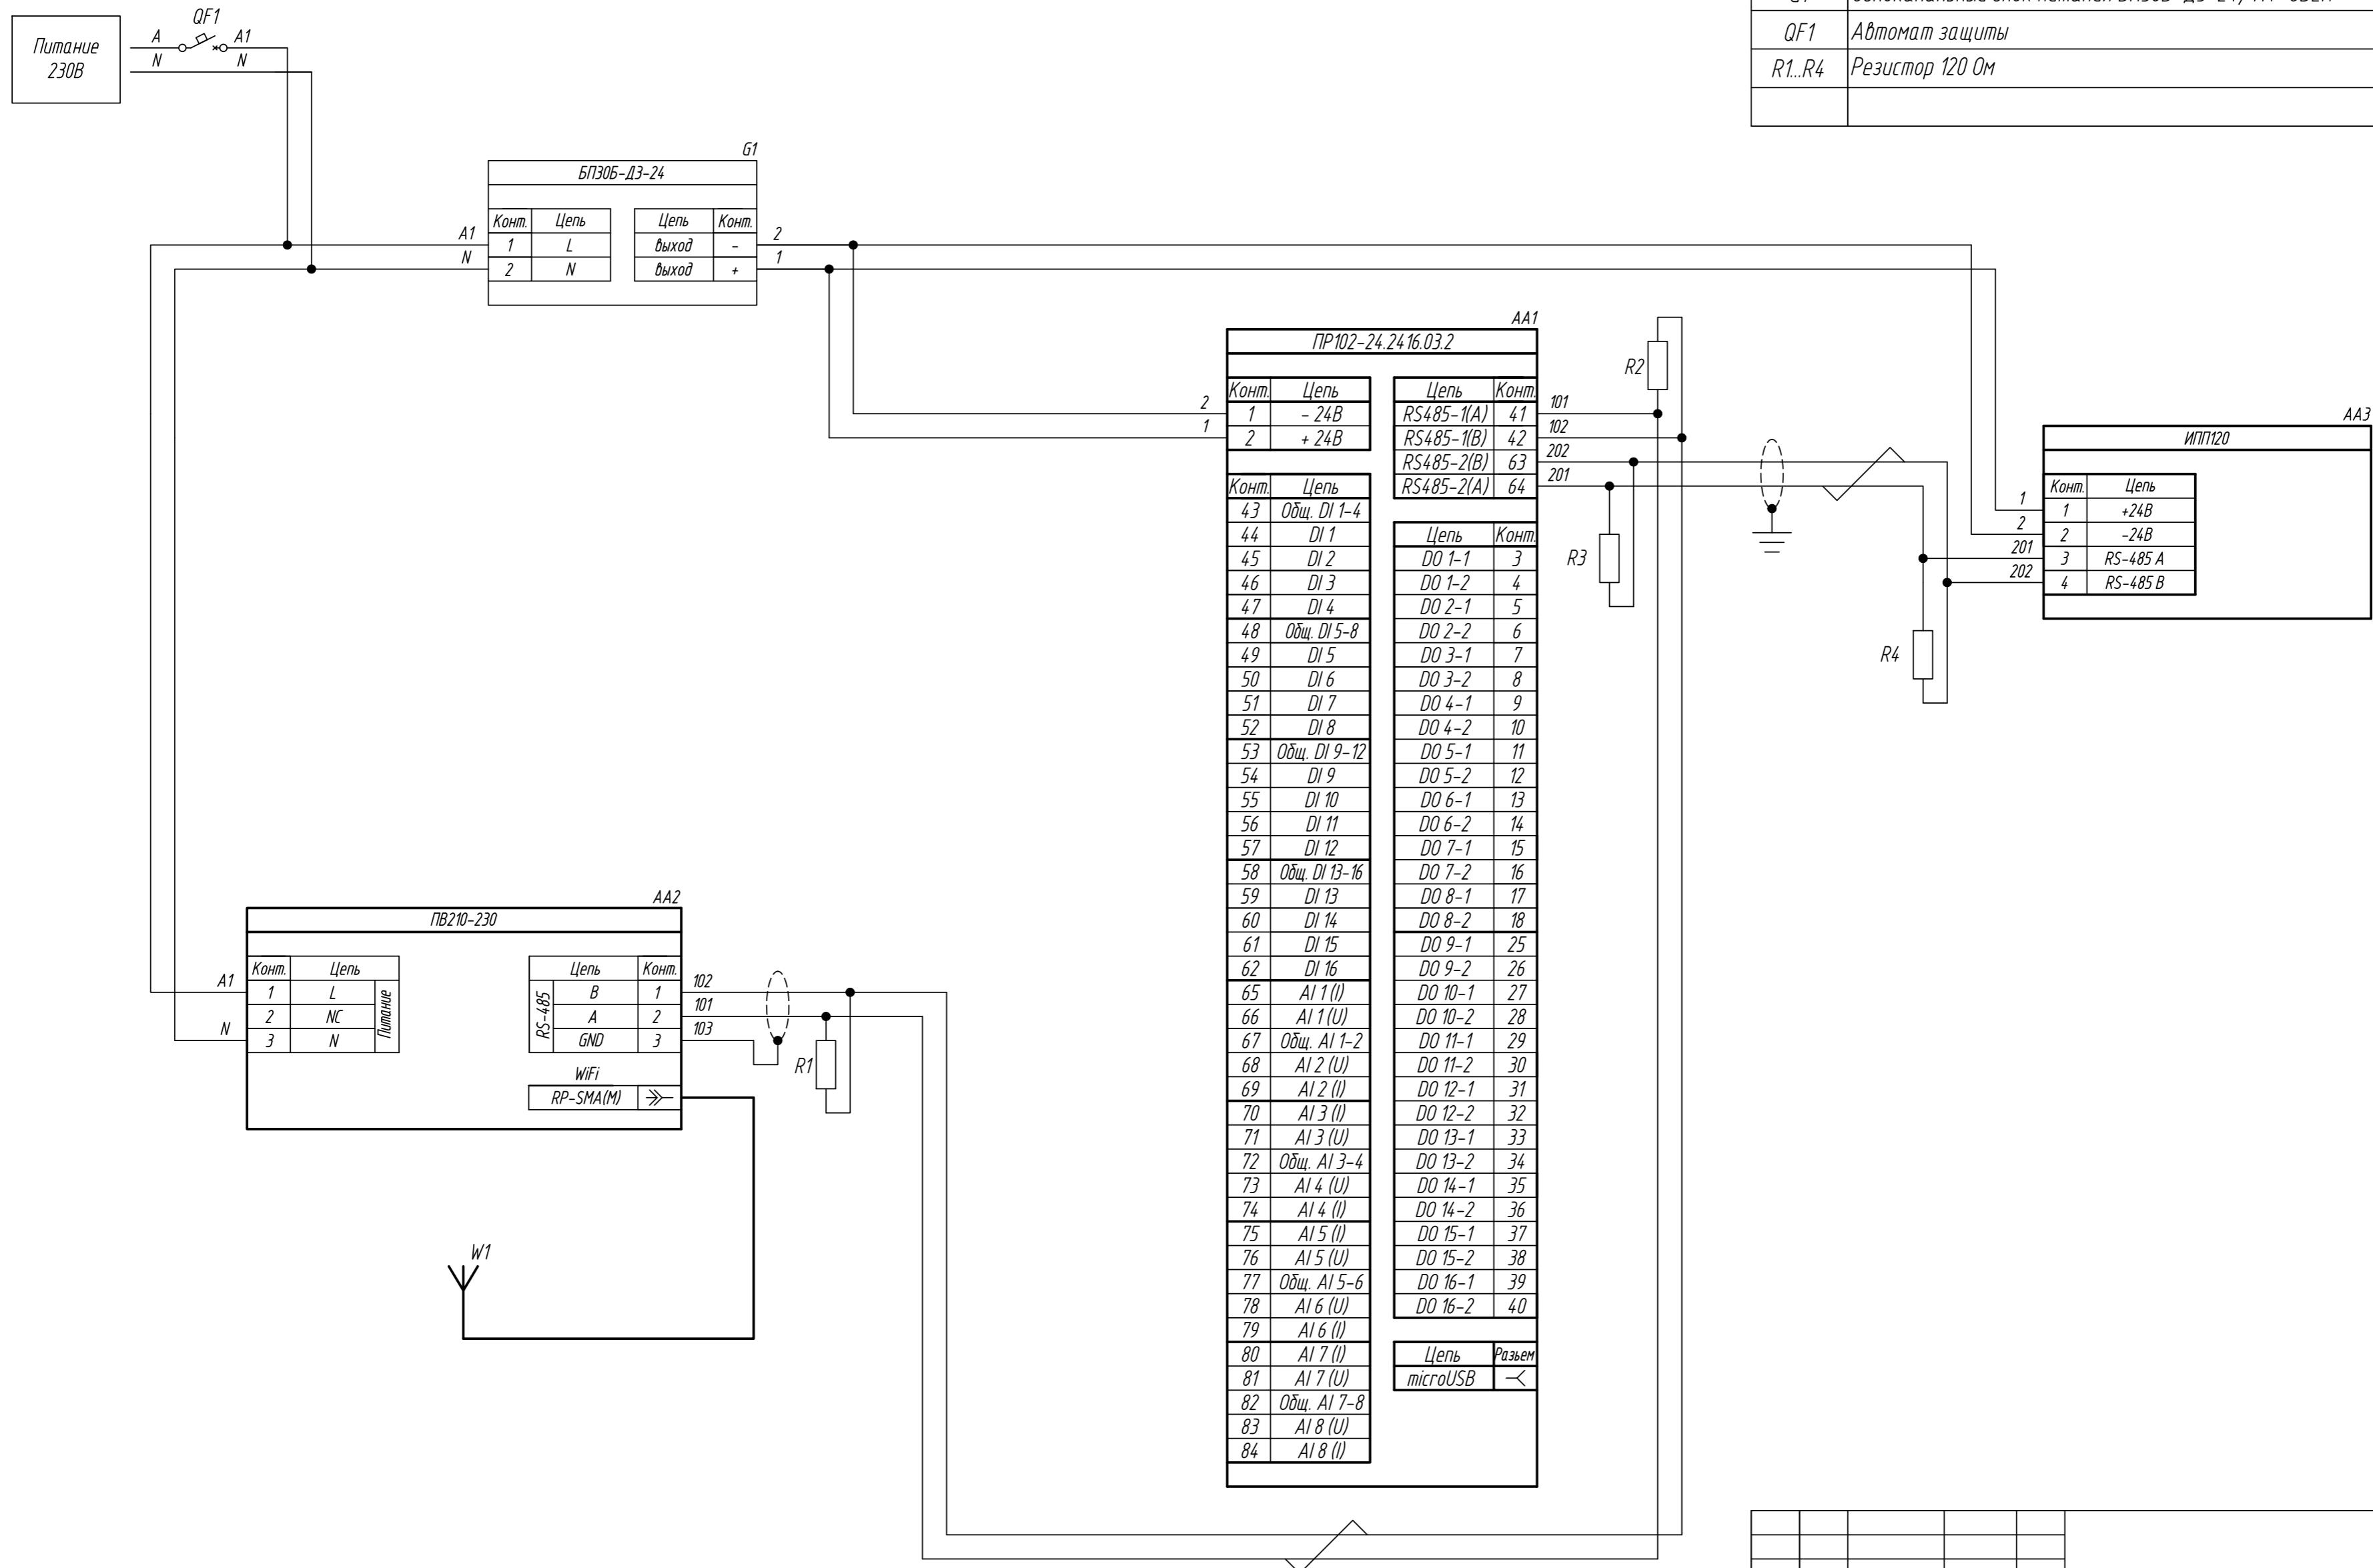 QF1
Питание
230В
A
A1
N
N
QF1
Автомат защиты
R1...R4
Резистор 120 Ом
G1
БП30Б-Д3-24
Конт.
Цепь
Цепь
Конт.
A1
1
L
выход
-
2
N
2
N
выход
+
1
AA1
ПР102-24.2416.03.2
R2
Конт.
Цепь
Цепь
Конт.
2
1
- 24В
RS485-1(A)
41
101
1
2
+ 24В
RS485-1(B)
42
102
RS485-2(B)
63
202
Конт.
Цепь
RS485-2(A)
64
201
43
Общ. DI 1-4
44
DI 1
Цепь
Конт.
45
DI 2
DO 1-1
3
46
DI 3
DO 1-2
4
47
DI 4
DO 2-1
5
48
Общ. DI 5-8
DO 2-2
6
49
DI 5
DO 3-1
7
50
DI 6
DO 3-2
8
51
DI 7
DO 4-1
9
52
DI 8
DO 4-2
10
53
Общ. DI 9-12
DO 5-1
11
54
DI 9
DO 5-2
12
55
DI 10
DO 6-1
13
56
DI 11
DO 6-2
14
57
DI 12
DO 7-1
15
58
Общ. DI 13-16
DO 7-2
16
59
DI 13
DO 8-1
17
60
DI 14
DO 8-2
18
61
DI 15
DO 9-1
25
62
DI 16
DO 9-2
26
65
AI 1 (I)
DO 10-1
27
66
AI 1 (U)
DO 10-2
28
67
Общ. AI 1-2
DO 11-1
29
68
AI 2 (U)
DO 11-2
30
69
AI 2 (I)
DO 12-1
31
70
AI 3 (I)
DO 12-2
32
71
AI 3 (U)
DO 13-1
33
72
Общ. AI 3-4
DO 13-2
34
73
AI 4 (U)
DO 14-1
35
74
AI 4 (I)
DO 14-2
36
75
AI 5 (I)
DO 15-1
37
76
AI 5 (U)
DO 15-2
38
77
Общ. AI 5-6
DO 16-1
39
78
AI 6 (U)
DO 16-2
40
79
AI 6 (I)
80
AI 7 (I)
Цепь
Разъем
81
AI 7 (U)
microUSB
82
Общ. AI 7-8
83
AI 8 (U)
84
AI 8 (I)
R3
AA3
ИПП120
Конт.
Цепь
1
1
+24В
2
2
-24В
201
3
RS-485 A
202
4
RS-485 B
R4
AA2
ПВ210-230
Конт.
Цепь
Цепь
Конт.
A1
1
L
Питание
RS-485
B
1
102
2
NC
A
2
101
N
3
N
GND
3
103
R1
WiFi
RP-SMA(M)
W1